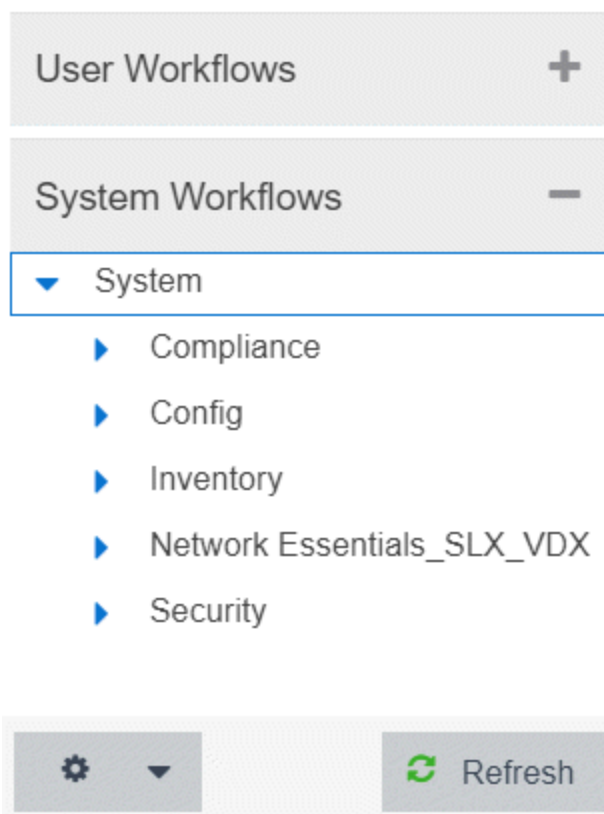 User Workflows
System Workflows
System
Compliance
Config
Inventory
Network Essentials_SLX_VDX
Security
Refresh